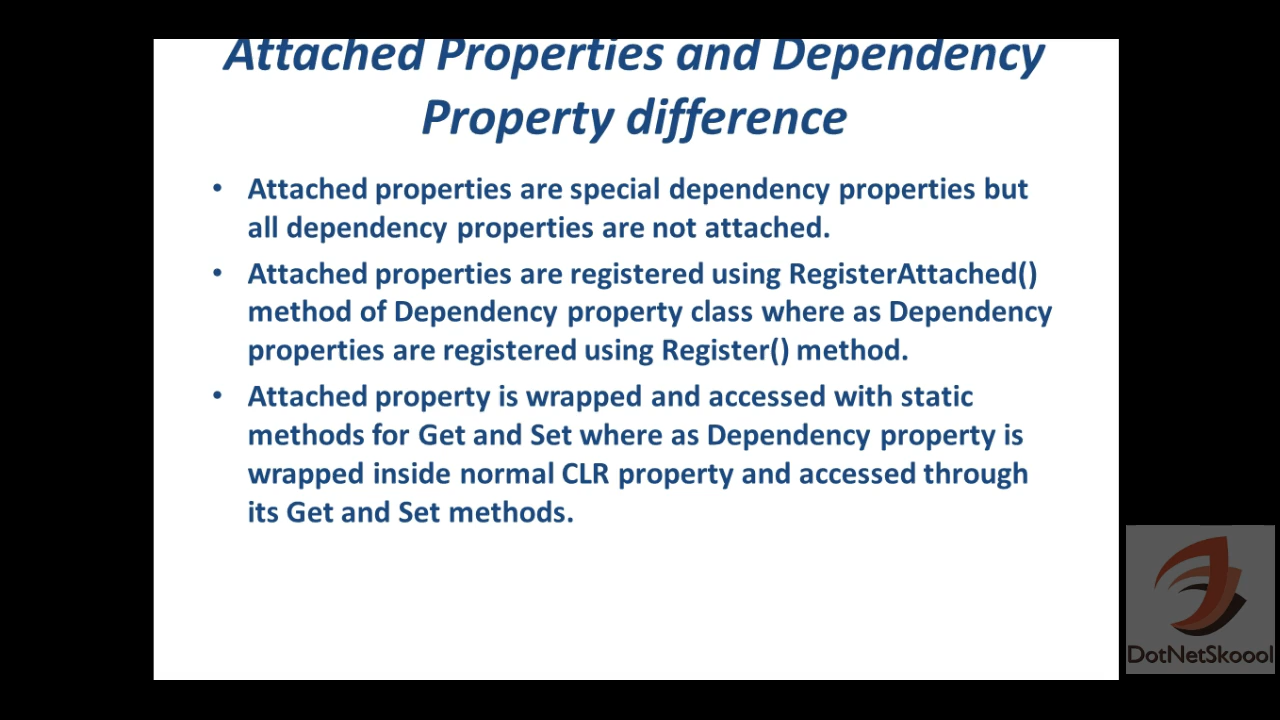 Attached Properties and Dependency
Property difference
• Attached properties are special dependency properties but
all dependency properties are not attached.
• Attached properties are registered using RegisterAttached()
method of Dependency property class where as Dependency
properties are registered using Register() method.
• Attached property is wrapped and accessed with static
methods for Get and Set where as Dependency property is
wrapped inside normal CLR property and accessed through
its Get and Set methods.
DotNetSkoool